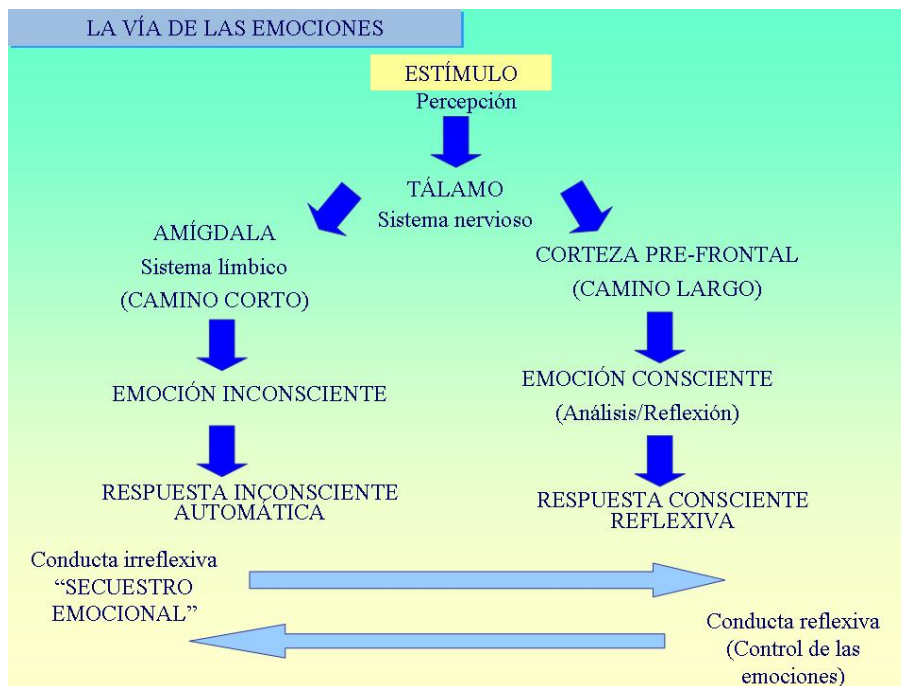 LA VÍA DE LAS EMOCIONES
ESTÍMULO
Percepción
TÁLAMO
Sistema nervioso
AMÍGDALA
Sistema límbico
(CAMINO CORTO)
CORTEZA PRE-FRONTAL
(CAMINO LARGO)
EMOCIÓN INCONSCIENTE
EMOCIÓN CONSCIENTE
(Análisis/Reflexión)
RESPUESTA INCONSCIENTE
AUTOMÁTICA
RESPUESTA CONSCIENTE
REFLEXIVA
Conducta irreflexiva
“SECUESTRO
EMOCIONAL”
Conducta reflexiva
(Control de las
emociones)